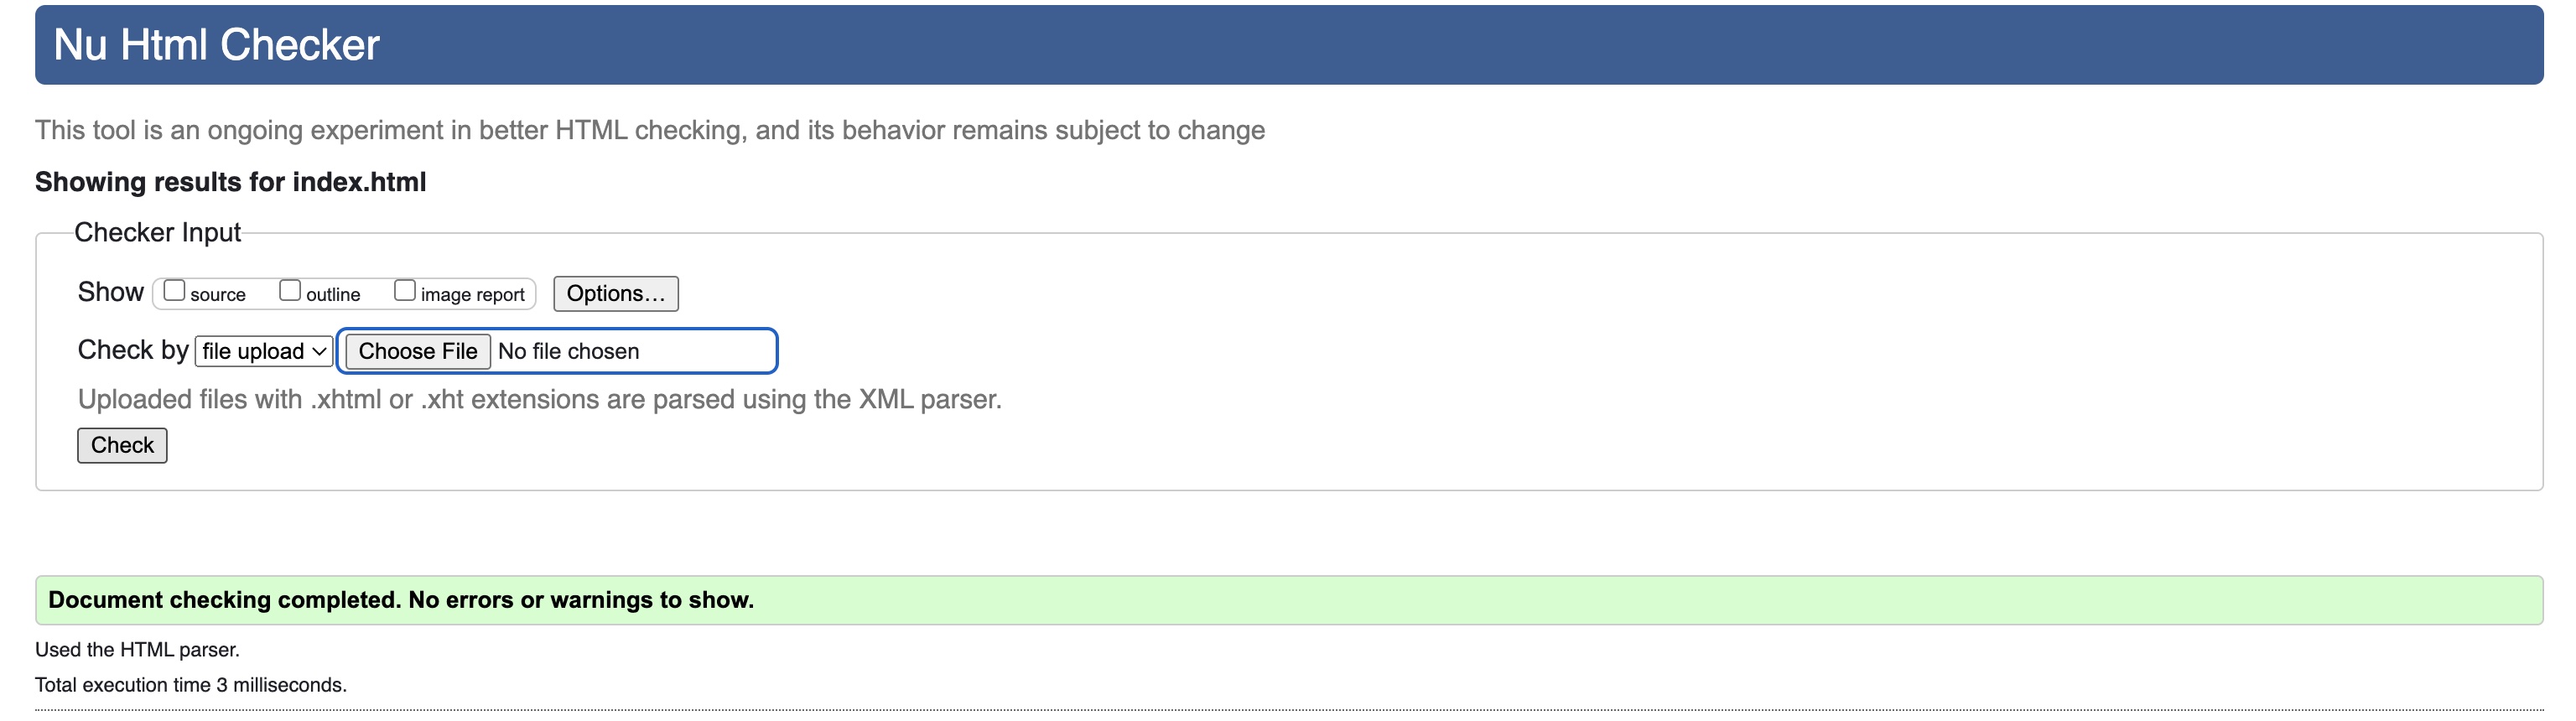 Nu Html Checker
This tool is an ongoing experiment in better HTML checking, and its behavior remains subject to change
Showing results for index.html
Checker Input
Show source outline image report Options...
Check by file upload Choose File No file chosen
Uploaded files with .xhtml or .xht extensions are parsed using the XML parser.
Check
Document checking completed. No errors or warnings to show.
Used the HTML parser.
Total execution time 3 milliseconds.